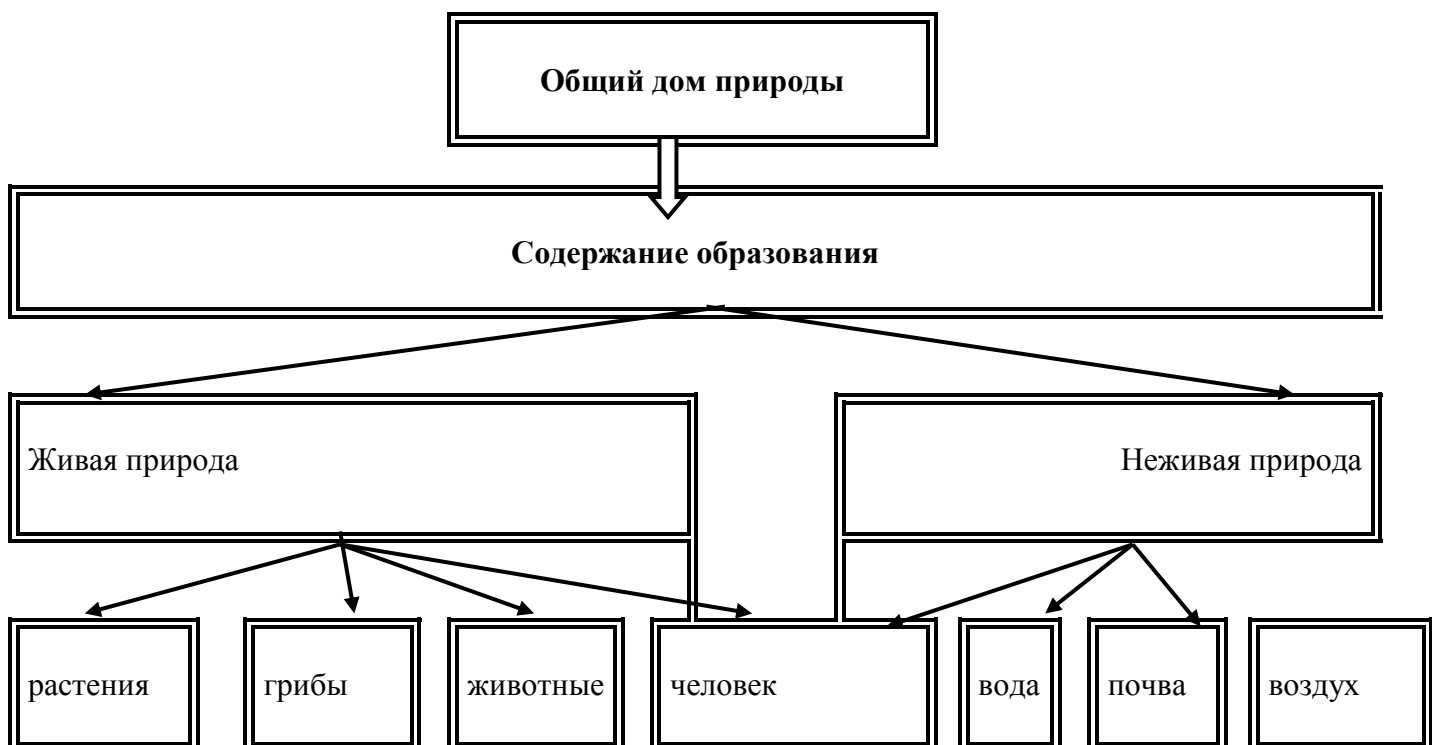 Общий дом природы
Содержание образования
Живая природа
Неживая природа
растения
грибы
животные
человек
вода
почва
воздух